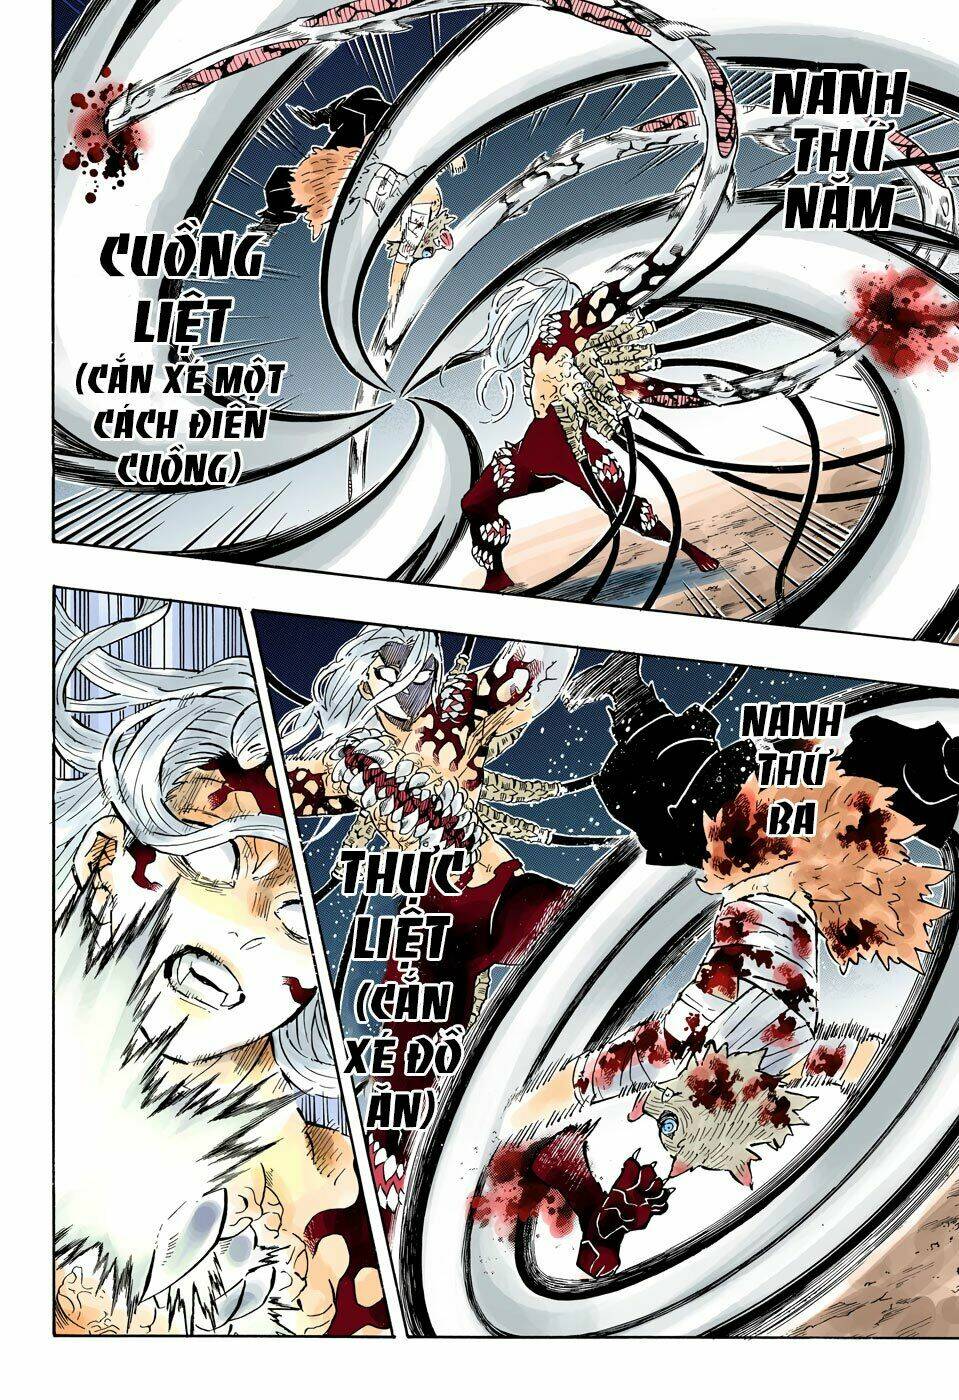 NANH
THỨ
NĂM
CUỒNG
LIỆT
(CẮN XÉ MỘT
CÁCH ĐIÊN
CUỒNG)
NANH
THỨ
BA
THỰC
LIỆT
(CẮN
XÉ ĐỒ
ĂN)